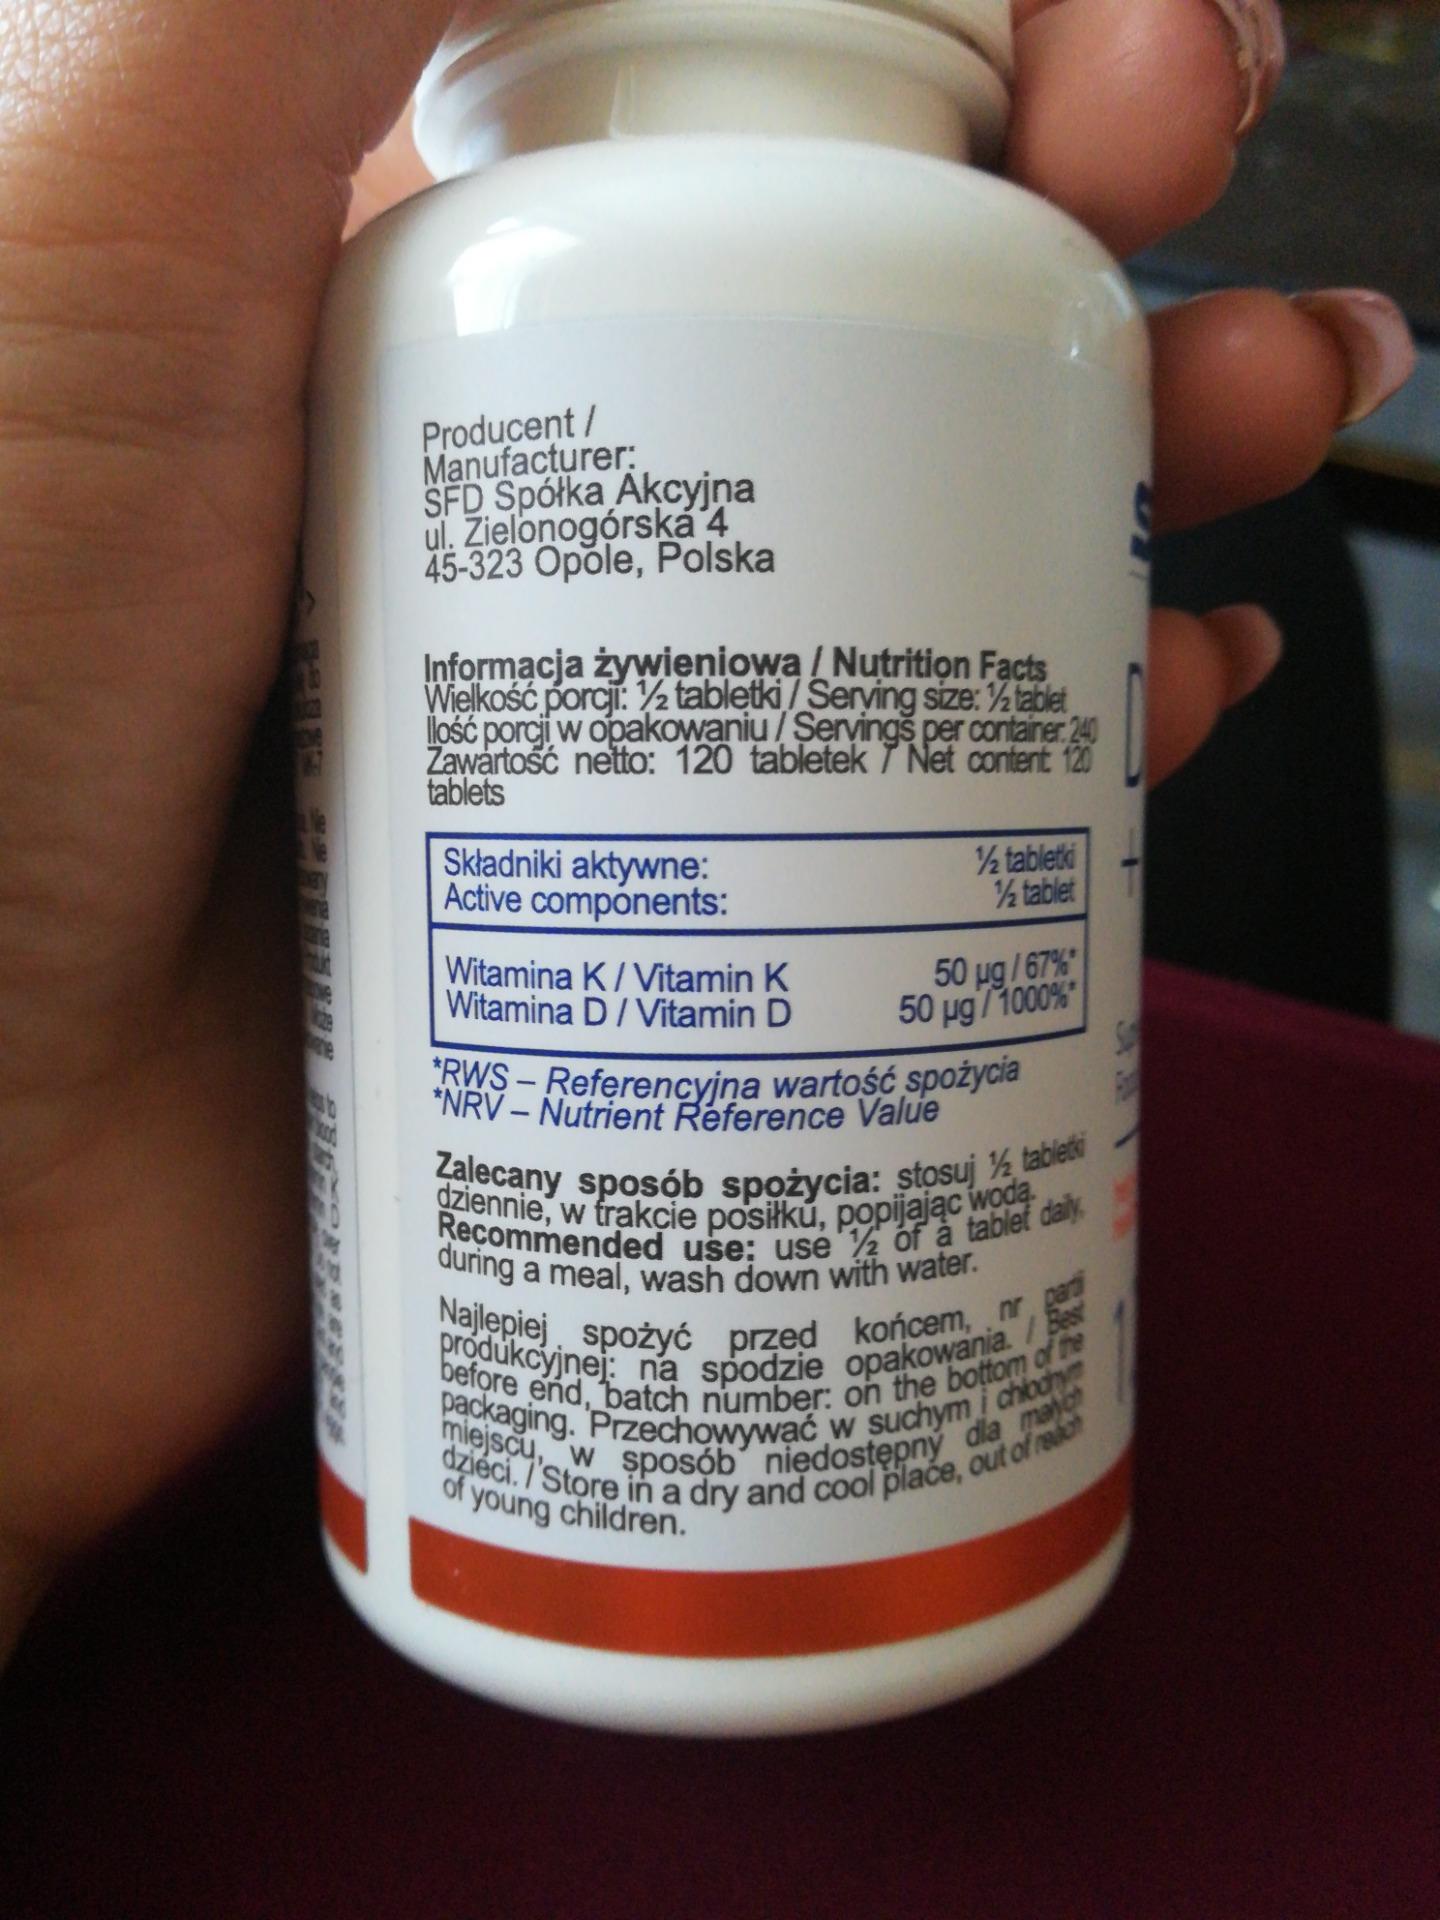 Producent /
Manufacturer:
SFD Spółka Akcyjna
ul. Zielonogórska 4
45-323 Opole, Polska
Informacja żywieniowa / Nutrition Facts
Wielkość porcji: ½ tabletki / Serving size: ½ tablet
Ilość porcji w opakowaniu / Servings per container: 240
Zawartość netto: 120 tabletek / Net content: 120
tablets
Składniki aktywne: ½ tabletki
Active components: ½ tablet
Witamina K / Vitamin K 50 µg / 67%*
Witamina D / Vitamin D 50 µg / 1000%*
*RWS – Referencyjna wartość spożycia
*NRV – Nutrient Reference Value
Zalecany sposób spożycia: stosuj ½ tabletki
dziennie, w trakcie posiłku, popijając wodą.
Recommended use: use ½ of a tablet daily,
during a meal, wash down with water.
Najlepiej spożyć przed końcem, nr partii
produkcyjnej: na spodzie opakowania. / Best
before end, batch number: on the bottom of the
packaging. Przechowywać w suchym i chłodnym
miejscu, w sposób niedostępny dla małych
dzieci. / Store in a dry and cool place, out of reach
of young children.